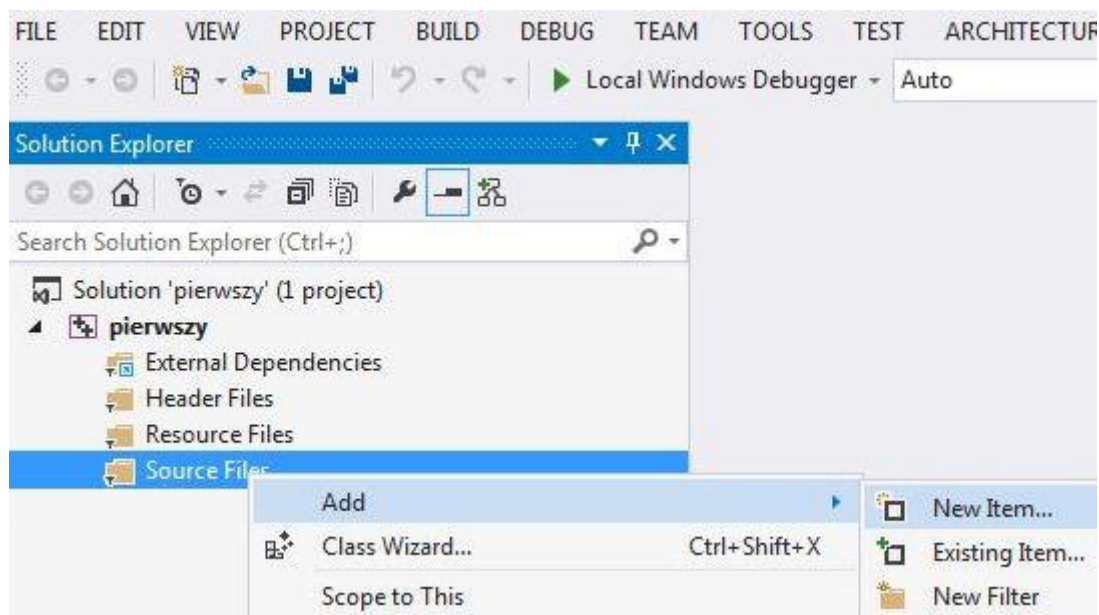 FILE EDIT VIEW PROJECT BUILD DEBUG TEAM TOOLS TEST ARCHITECTUR
Local Windows Debugger Auto
Solution Explorer
Search Solution Explorer (Ctrl+;)
Solution 'pierwszy' (1 project)
pierwszy
External Dependencies
Header Files
Resource Files
Source Files
Add New Item...
Class Wizard... Ctrl+Shift+X Existing Item...
Scope to This New Filter